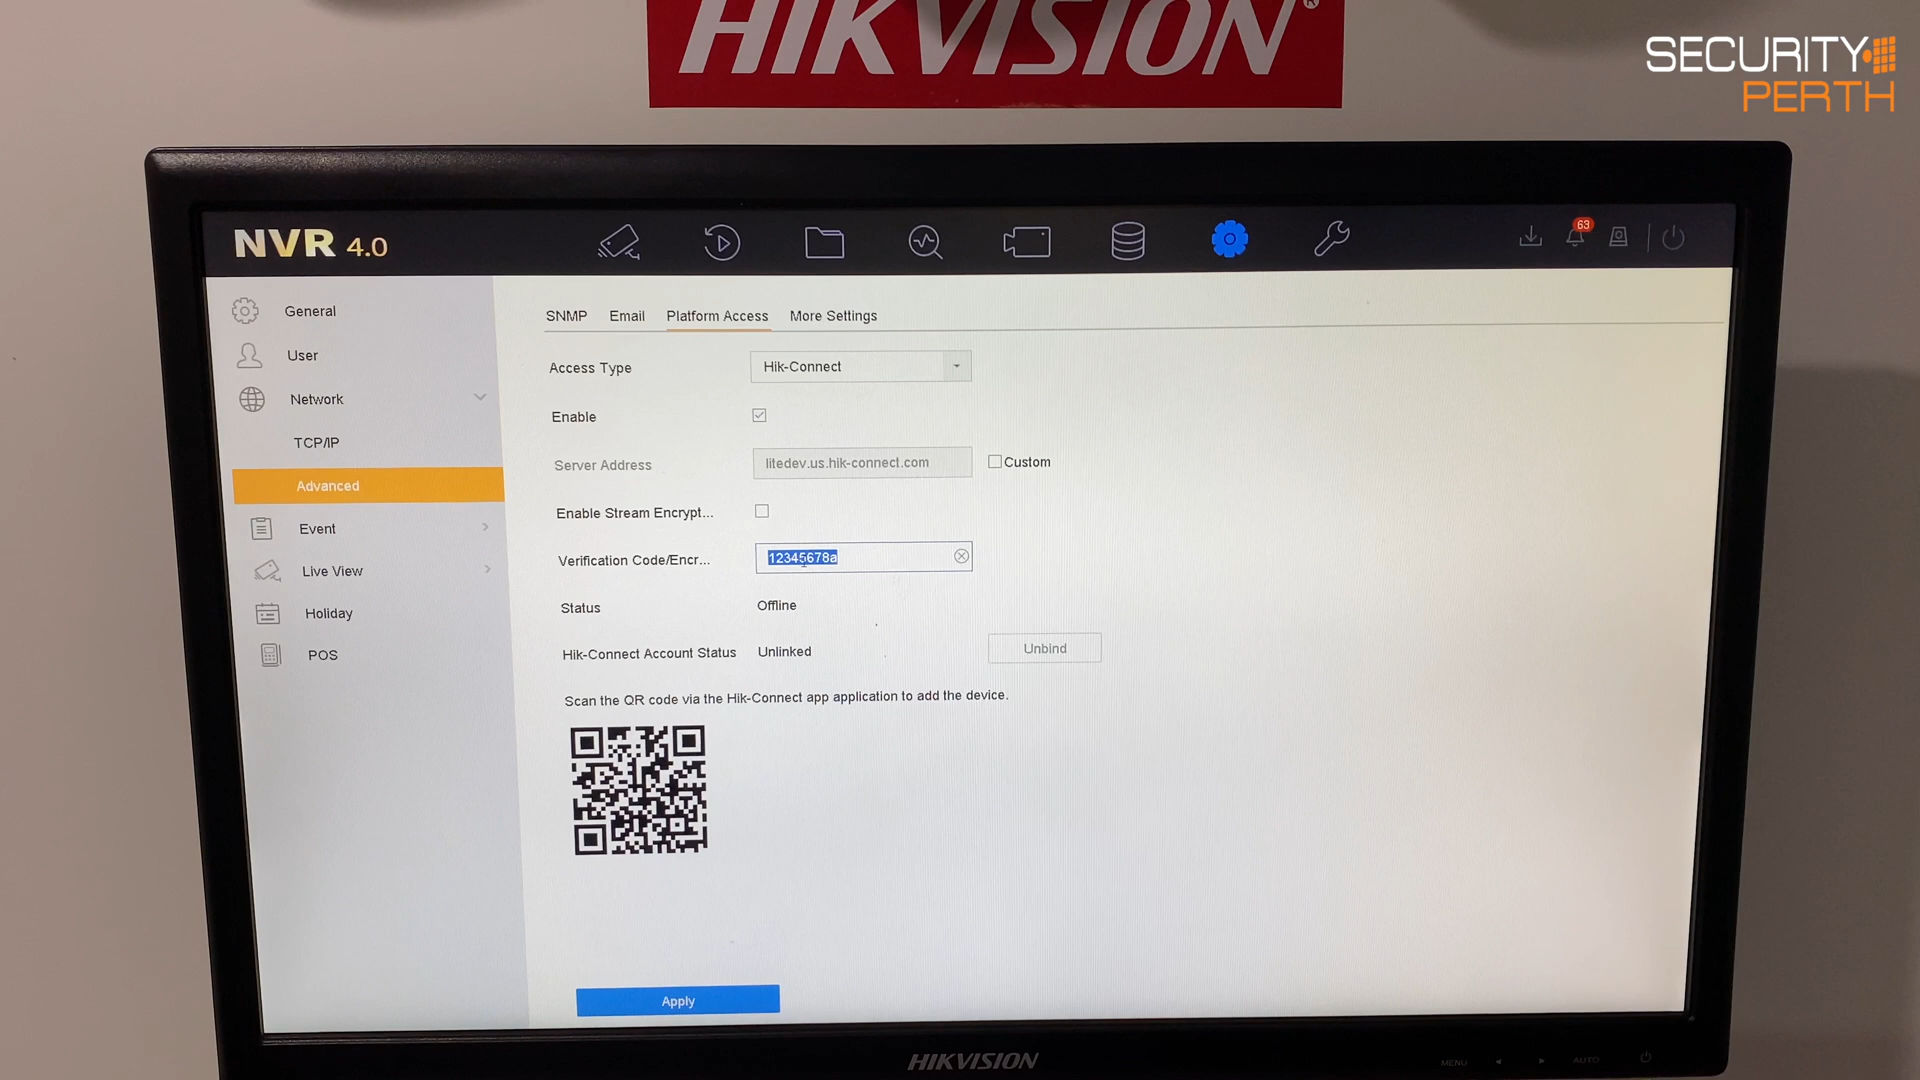 HIKVISION®
SECURITY
PERTH
NVR 4.0
63
General
User
Network
TCP/IP
Advanced
Event
Live View
Holiday
POS
SNMP Email Platform Access More Settings
Access Type Hik-Connect
Enable
Server Address litedev.us.hik-connect.com Custom
Enable Stream Encrypt...
Verification Code/Encr... 12345678a
Status Offline
Hik-Connect Account Status Unlinked Unbind
Scan the QR code via the Hik-Connect app application to add the device.
Apply
HIKVISION
MENU AUTO